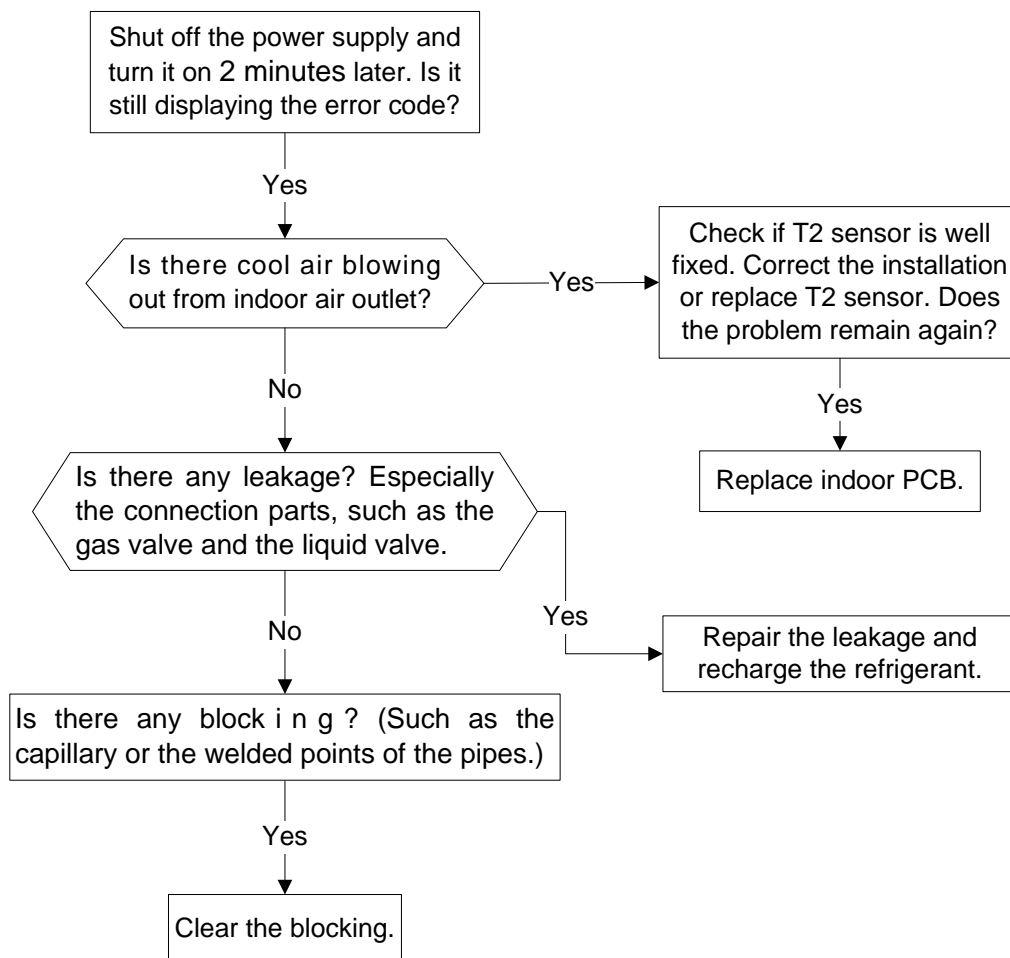 Shut off the power supply and
turn it on 2 minutes later. Is it
still displaying the error code?
Yes
Is there cool air blowing
out from indoor air outlet?
Yes
Check if T2 sensor is well
fixed. Correct the installation
or replace T2 sensor. Does
the problem remain again?
Yes
Replace indoor PCB.
No
Is there any leakage? Especially
the connection parts, such as the
gas valve and the liquid valve.
Yes
Repair the leakage and
recharge the refrigerant.
No
Is there any block i n g ? (Such as the
capillary or the welded points of the pipes.)
Yes
Clear the blocking.